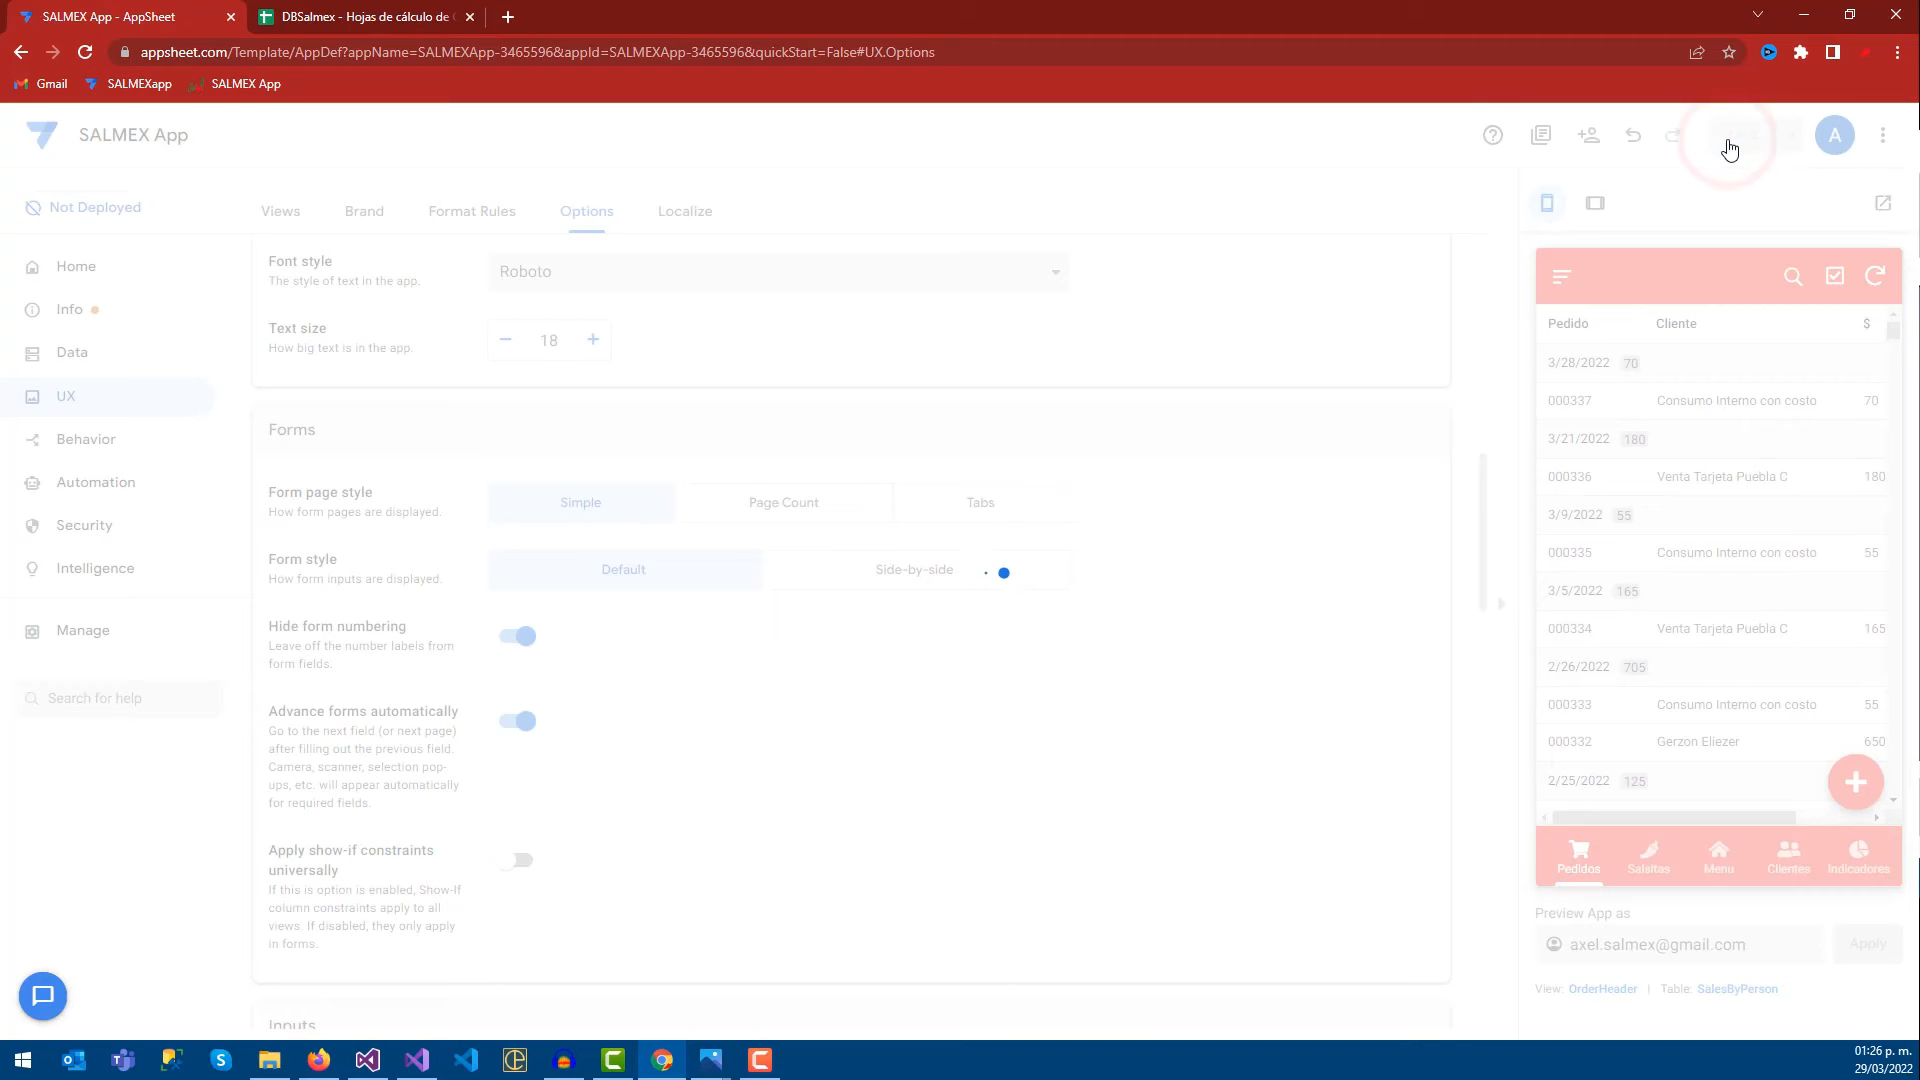 SALMEX App - AppSheet
DBSalmex - Hojas de cálculo de
appsheet.com/Template/AppDef?appName=SALMEXApp-3465596&appId=SALMEXApp-3465596&quickStart=False#UX.Options
Gmail
SALMEXapp
SALMEX App
SALMEX App
A
Not Deployed
Views
Brand
Format Rules
Options
Localize
Home
Info
Data
UX
Behavior
Automation
Security
Intelligence
Manage
Search for help
Font style
The style of text in the app.
Roboto
Text size
How big text is in the app.
18
Forms
Form page style
How form pages are displayed.
Simple
Page Count
Tabs
Form style
How form inputs are displayed.
Default
Side-by-side
Hide form numbering
Leave off the number labels from
form fields.
Advance forms automatically
Go to the next field (or next page)
after filling out the previous field.
Camera, scanner, selection pop-
ups, etc. will appear automatically
for required fields.
Apply show-if constraints
universally
If this is option is enabled, Show-If
column constraints apply to all
views. If disabled, they only apply
in forms.
Inputs
Pedido Cliente $
3/28/2022 70
000337 Consumo Interno con costo 70
3/21/2022 180
000336 Venta Tarjeta Puebla C 180
3/9/2022 55
000335 Consumo Interno con costo 55
3/5/2022 165
000334 Venta Tarjeta Puebla C 165
2/26/2022 705
000333 Consumo Interno con costo 55
000332 Gerzon Eliezer 650
2/25/2022 125
Pedidos
Salsitas
Menu
Clientes
Indicadores
Preview App as
axel.salmex@gmail.com
Apply
View: OrderHeader | Table: SalesByPerson
01:26 p. m.
29/03/2022